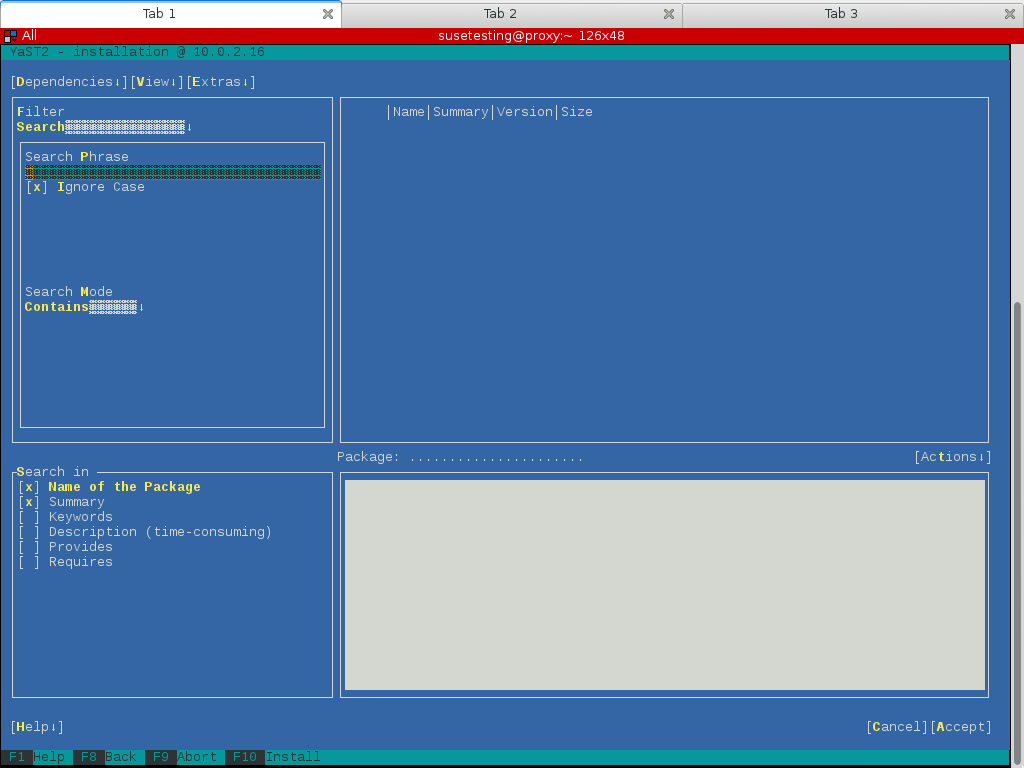 Tab 1 Tab 2 Tab 3
All susetesting@proxy:~ 126x48
YaST2 - installation @ 10.0.2.16
[Dependencies↓][View↓][Extras↓]
Filter
Search↓
|Name|Summary|Version|Size
Search Phrase
[x] Ignore Case
Search Mode
Contains↓
Package: ...................... [Actions↓]
Search in
[x] Name of the Package
[x] Summary
[ ] Keywords
[ ] Description (time-consuming)
[ ] Provides
[ ] Requires
[Help↓] [Cancel][Accept]
F1 Help F8 Back F9 Abort F10 Install